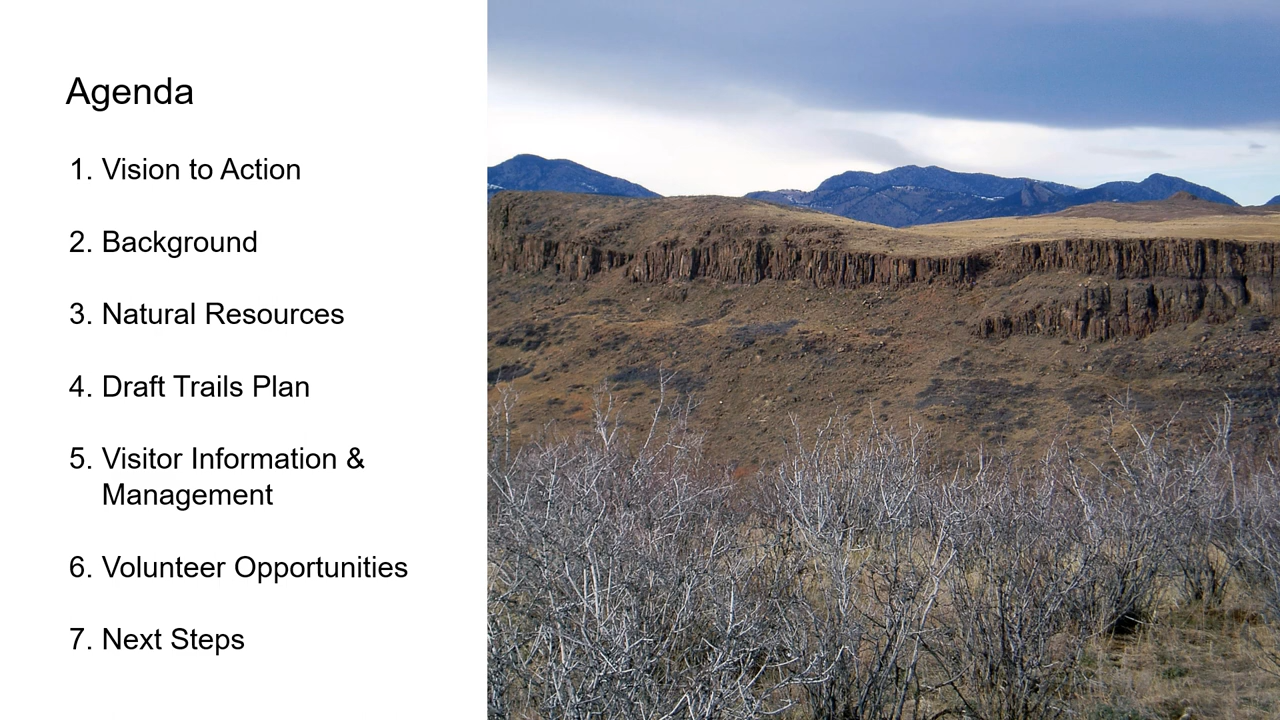 Agenda
1. Vision to Action
2. Background
3. Natural Resources
4. Draft Trails Plan
5. Visitor Information &
Management
6. Volunteer Opportunities
7. Next Steps